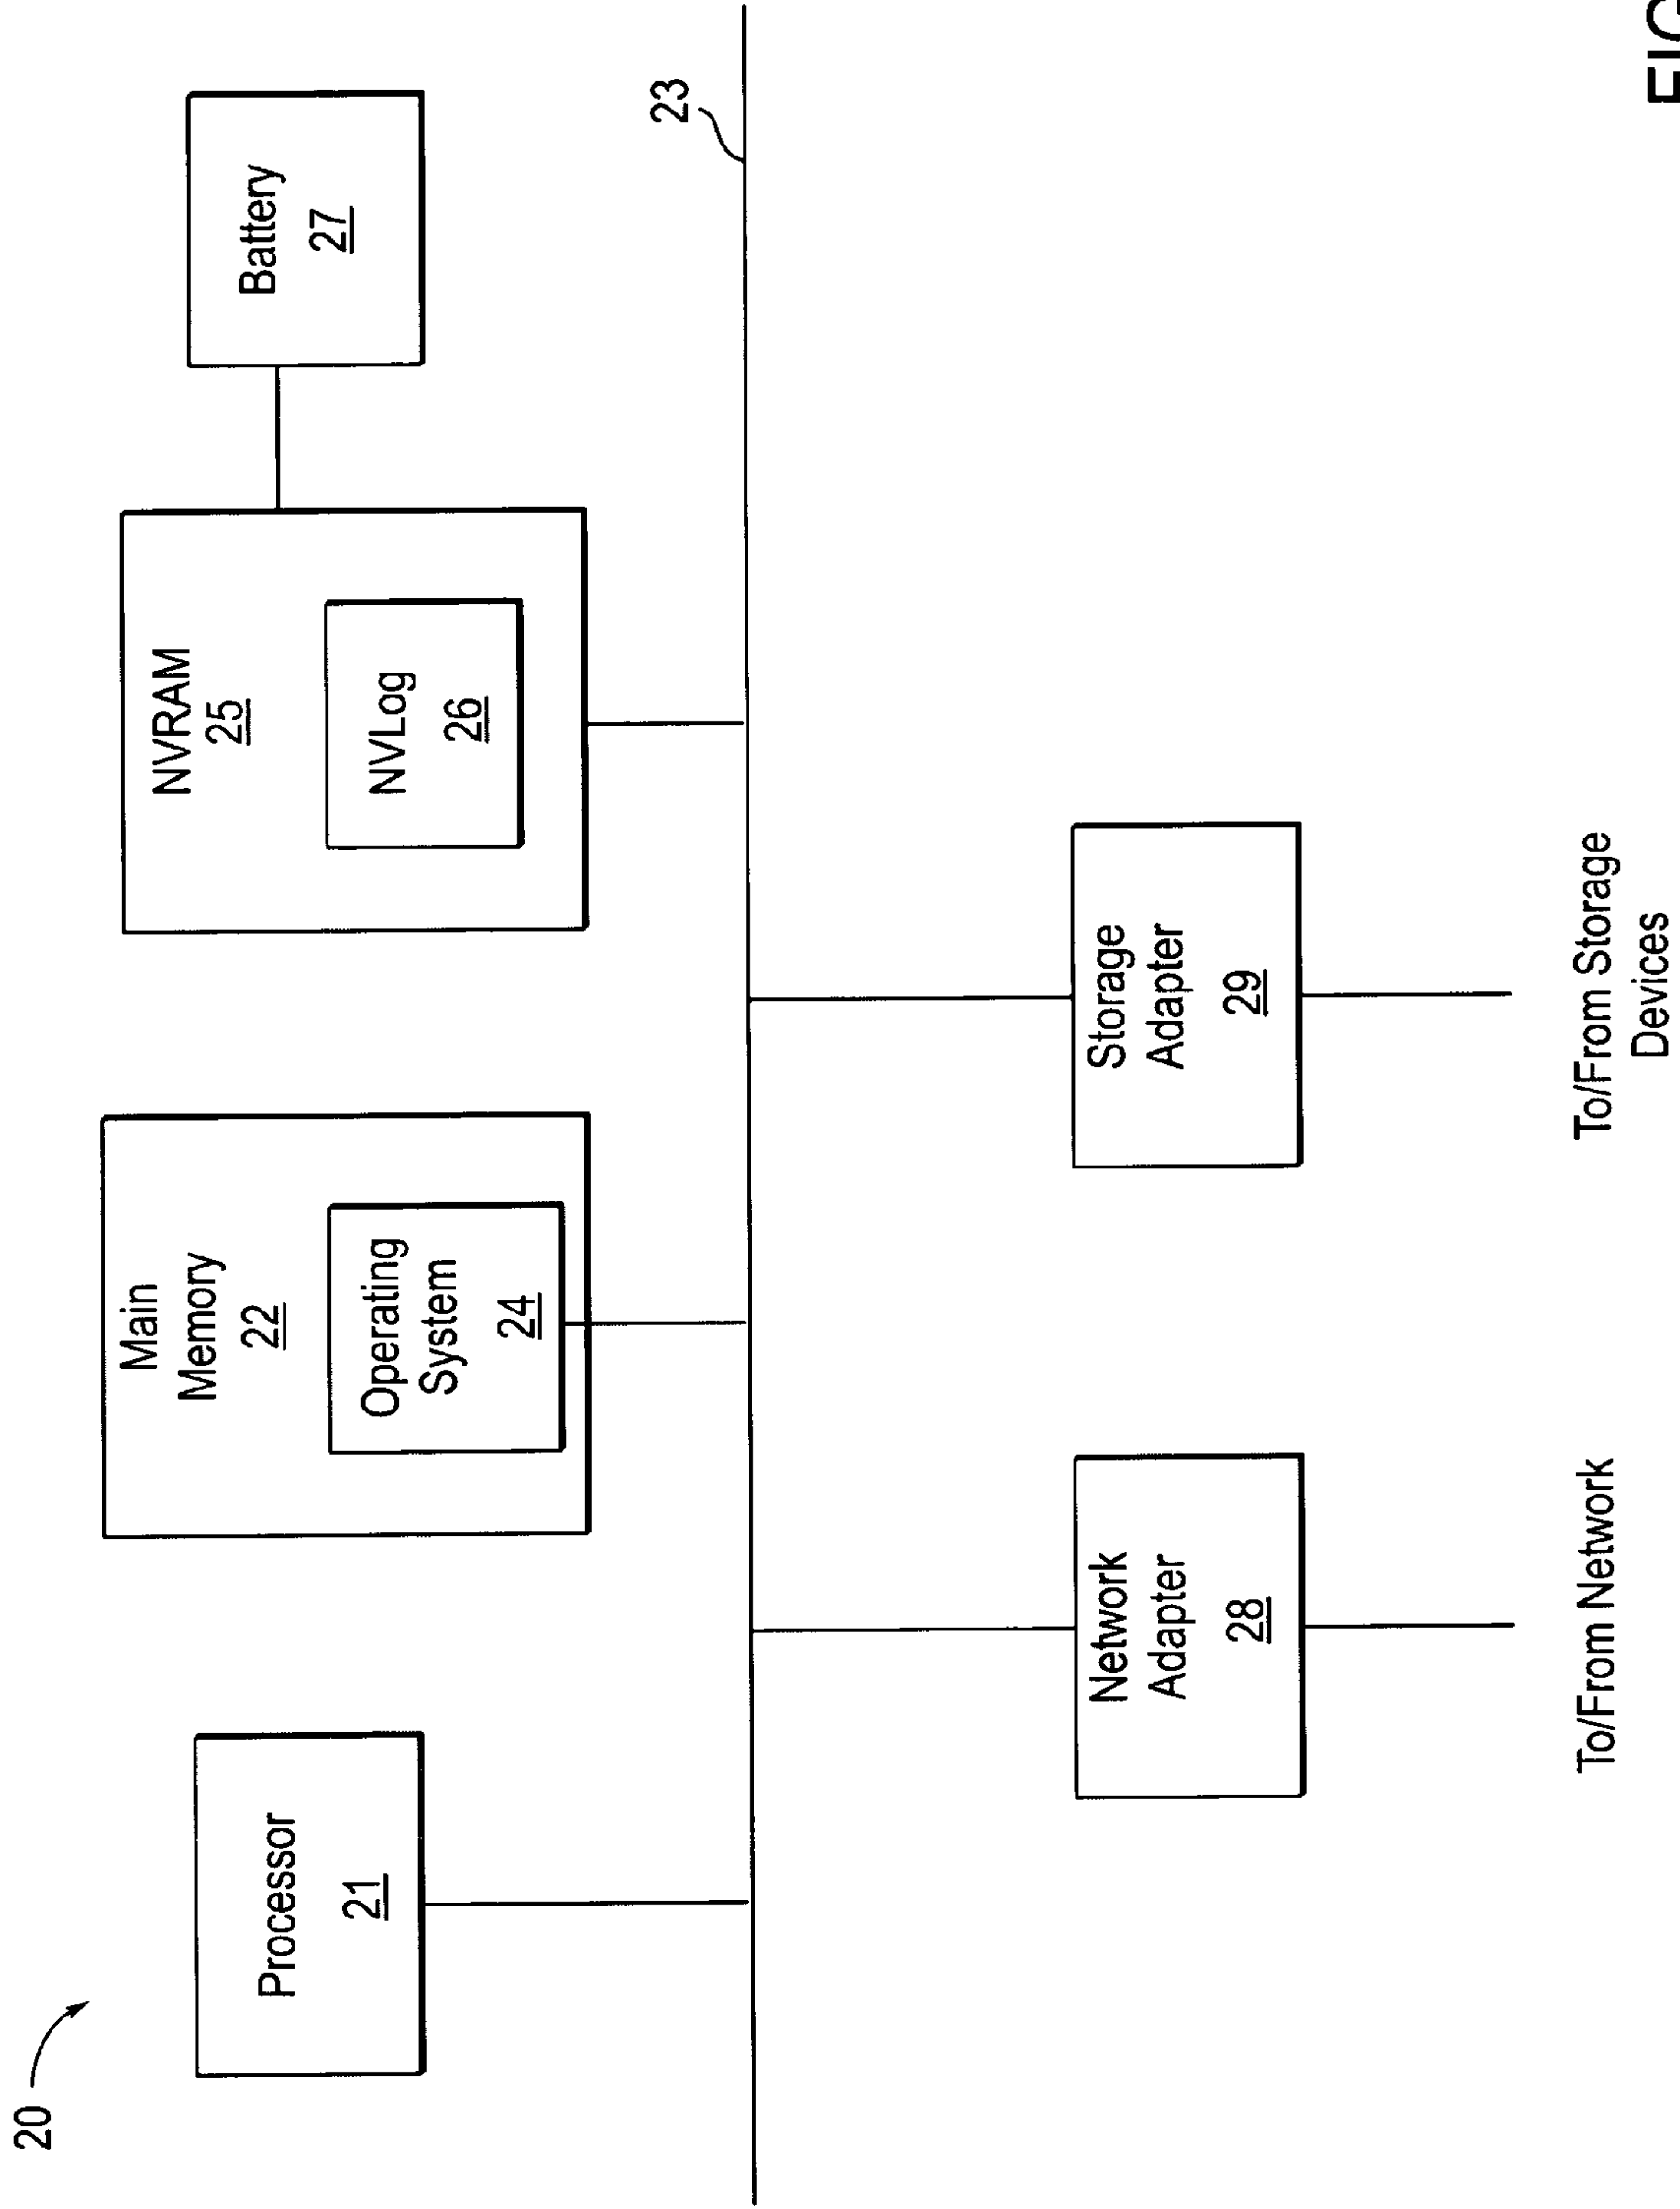 20
Processor
21
Main
Memory
22
Operating
System
24
NVRAM
25
NVLog
26
Battery
27
23
Network
Adapter
28
Storage
Adapter
29
To/From Network
To/From Storage
Devices
FIG